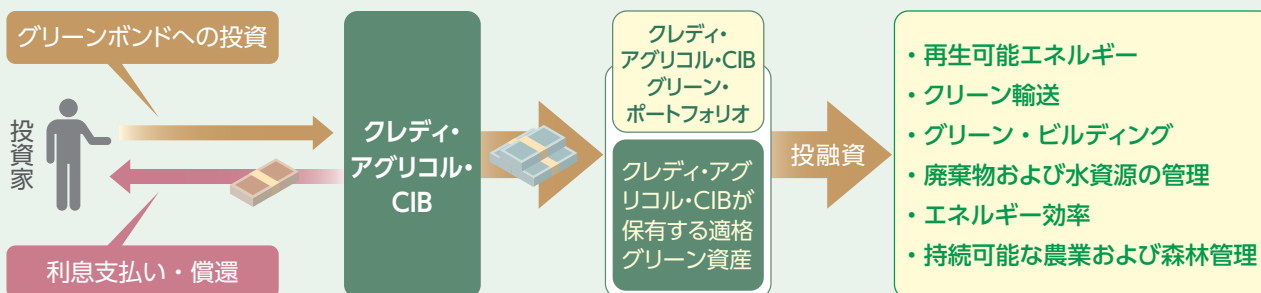 グリーンボンドへの投資
投資家
利息支払い・償還
クレディ・
アグリコル・
CIB
クレディ・
アグリコル・CIB
グリーン・
ポートフォリオ
クレディ・アグ
リコル・CIBが
保有する適格
グリーン資産
投融資
・再生可能エネルギー
・クリーン輸送
・グリーン・ビルディング
・廃棄物および水資源の管理
・エネルギー効率
・持続可能な農業および森林管理